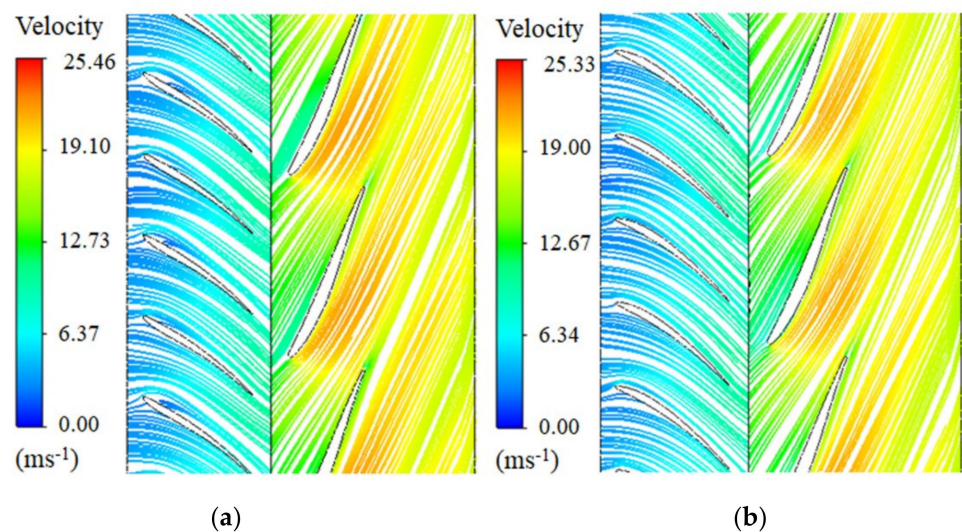 Velocity
25.46
19.10
12.73
6.37
0.00
(ms-1)
(a)
Velocity
25.33
19.00
12.67
6.34
0.00
(ms-1)
(b)